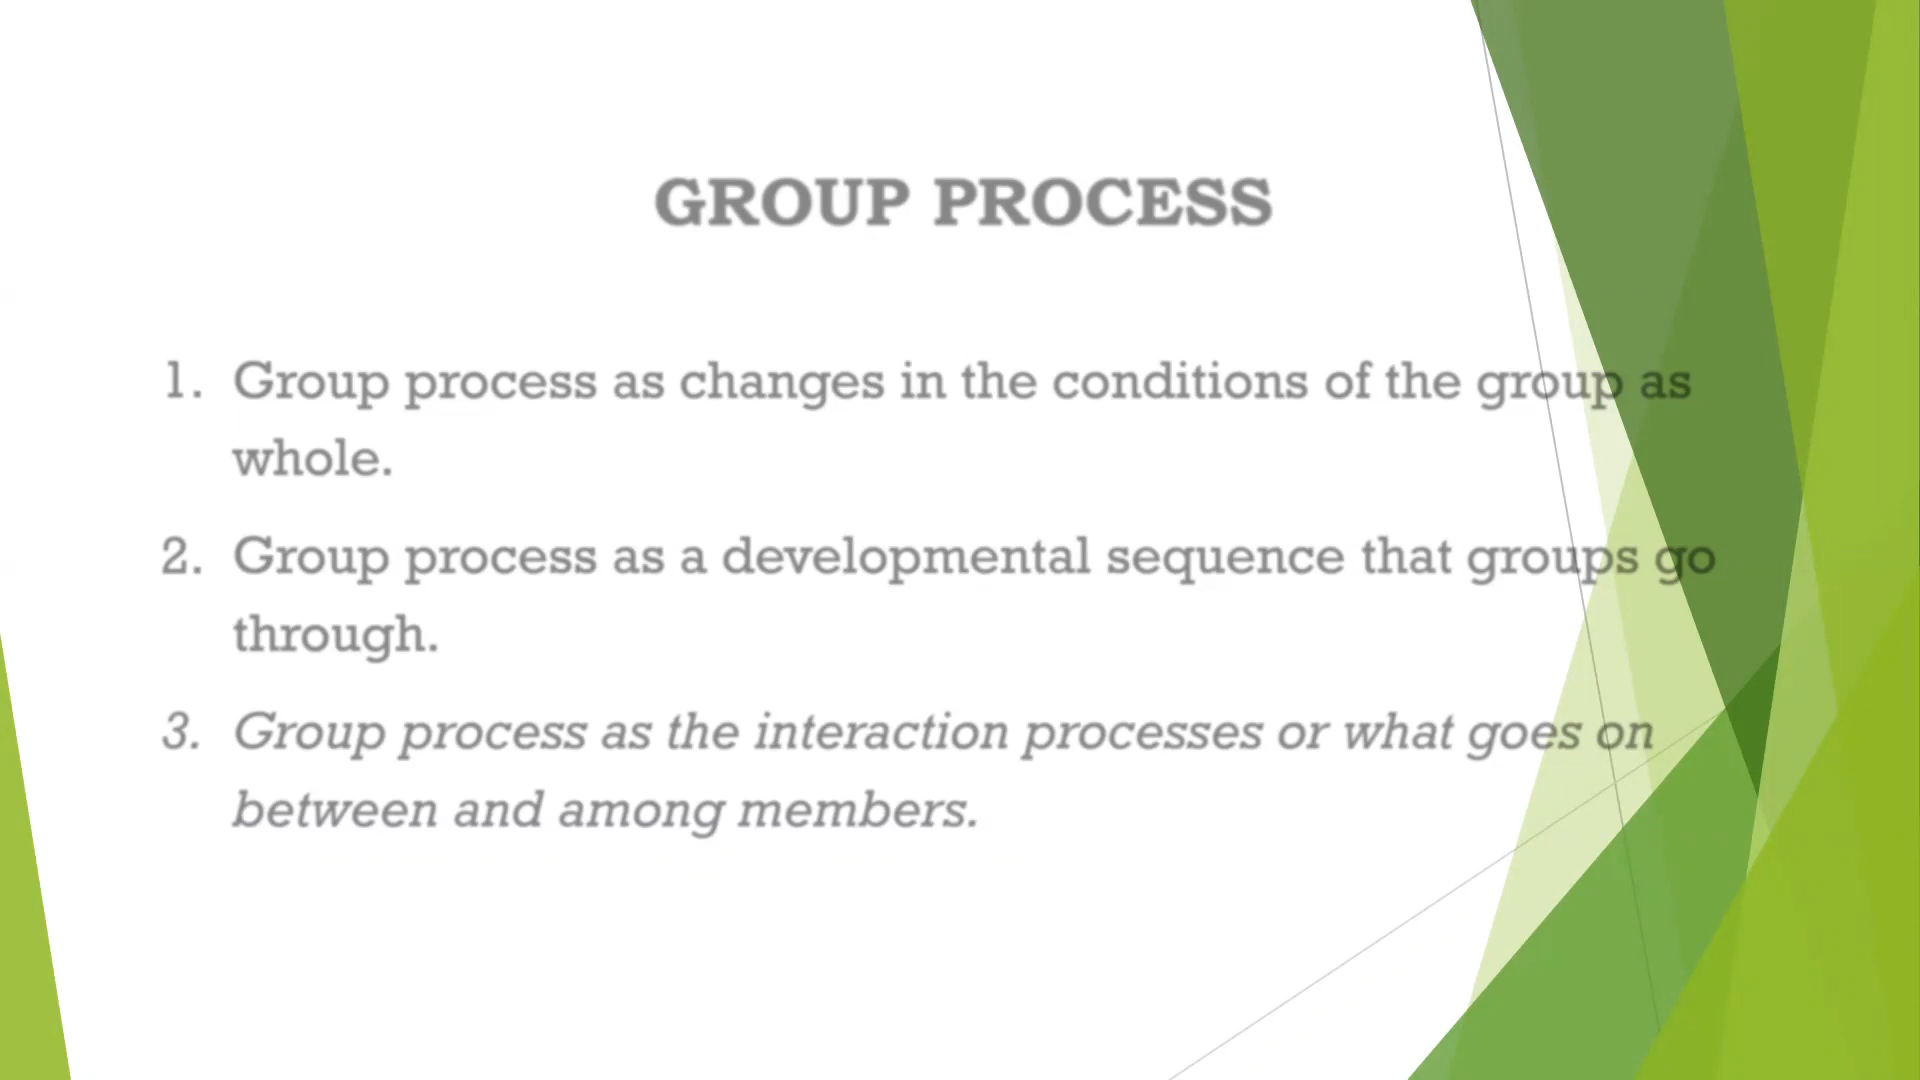 GROUP PROCESS
1. Group process as changes in the conditions of the group as
whole.
2. Group process as a developmental sequence that groups go
through.
3. Group process as the interaction processes or what goes on
between and among members.